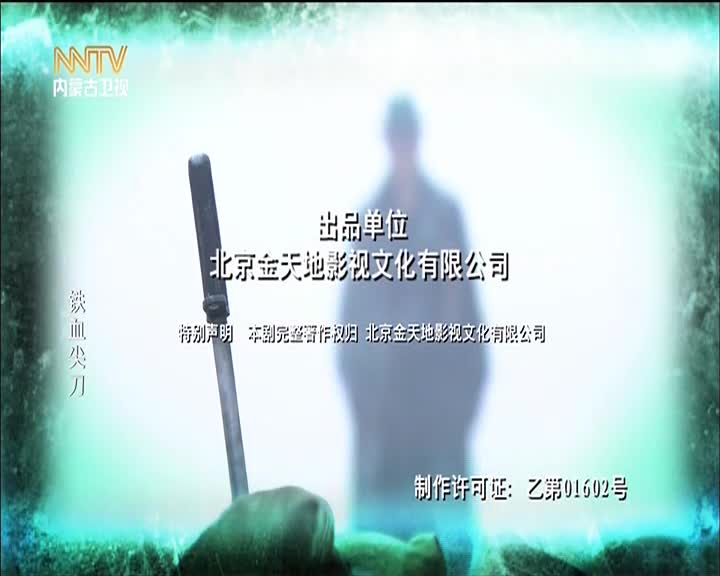 NNTV
内蒙古卫视
出品单位
北京金天地影视文化有限公司
特别声明 本剧完整著作权归 北京金天地影视文化有限公司
铁血尖刀
制作许可证：乙第01602号